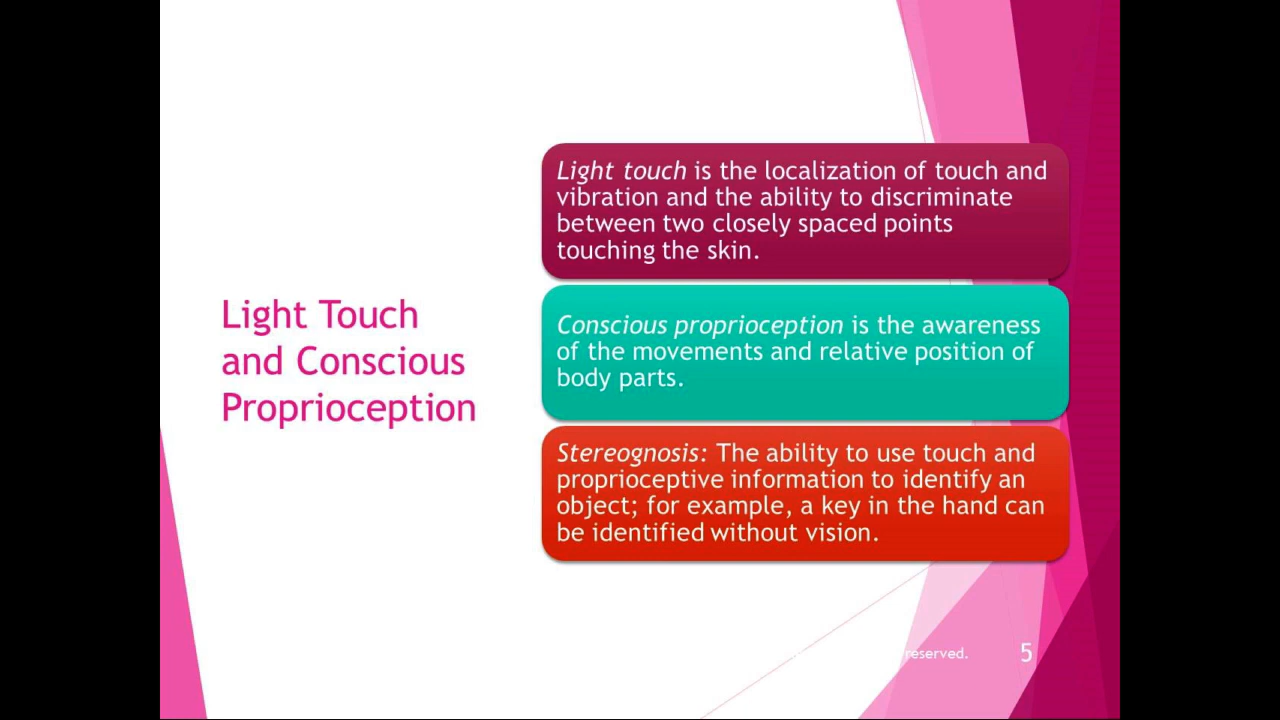 Light Touch
and Conscious
Proprioception
Light touch is the localization of touch and
vibration and the ability to discriminate
between two closely spaced points
touching the skin.
Conscious proprioception is the awareness
of the movements and relative position of
body parts.
Stereognosis: The ability to use touch and
proprioceptive information to identify an
object; for example, a key in the hand can
be identified without vision.
reserved.
5